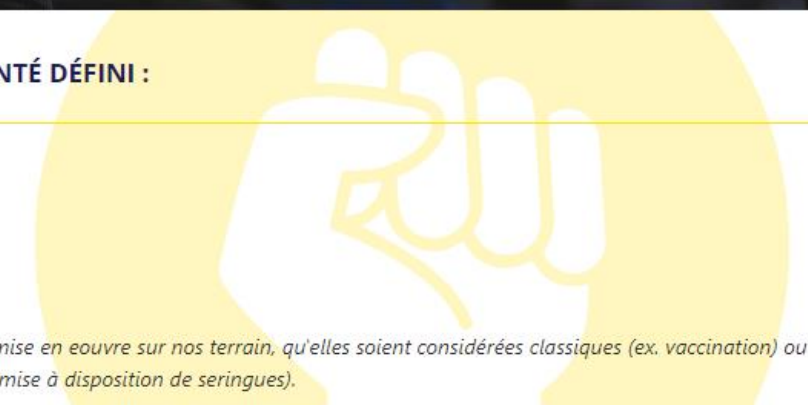 NTÉ DÉFINI :
mise en eouvre sur nos terrain, qu'elles soient considérées classiques (ex. vaccination) ou
mise à disposition de seringues).